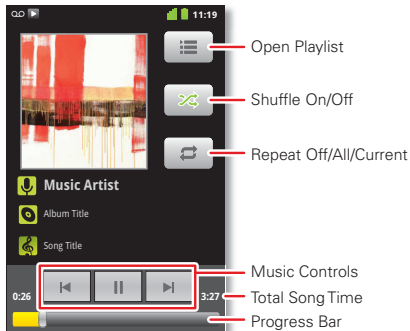 11:19
Open Playlist
Shuffle On/Off
Repeat Off/All/Current
Music Artist
Album Title
Song Title
Music Controls
0:26
3:27
Total Song Time
Progress Bar